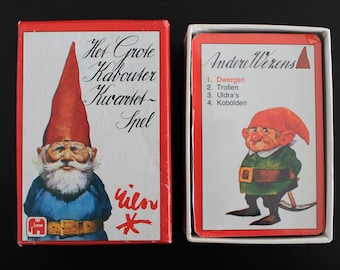 Het Grote
Kabouter
Kwartet-
Spel
Andere Wezens
1. Dwergen
2. Trollen
3. Uldra's
4. Kobolden